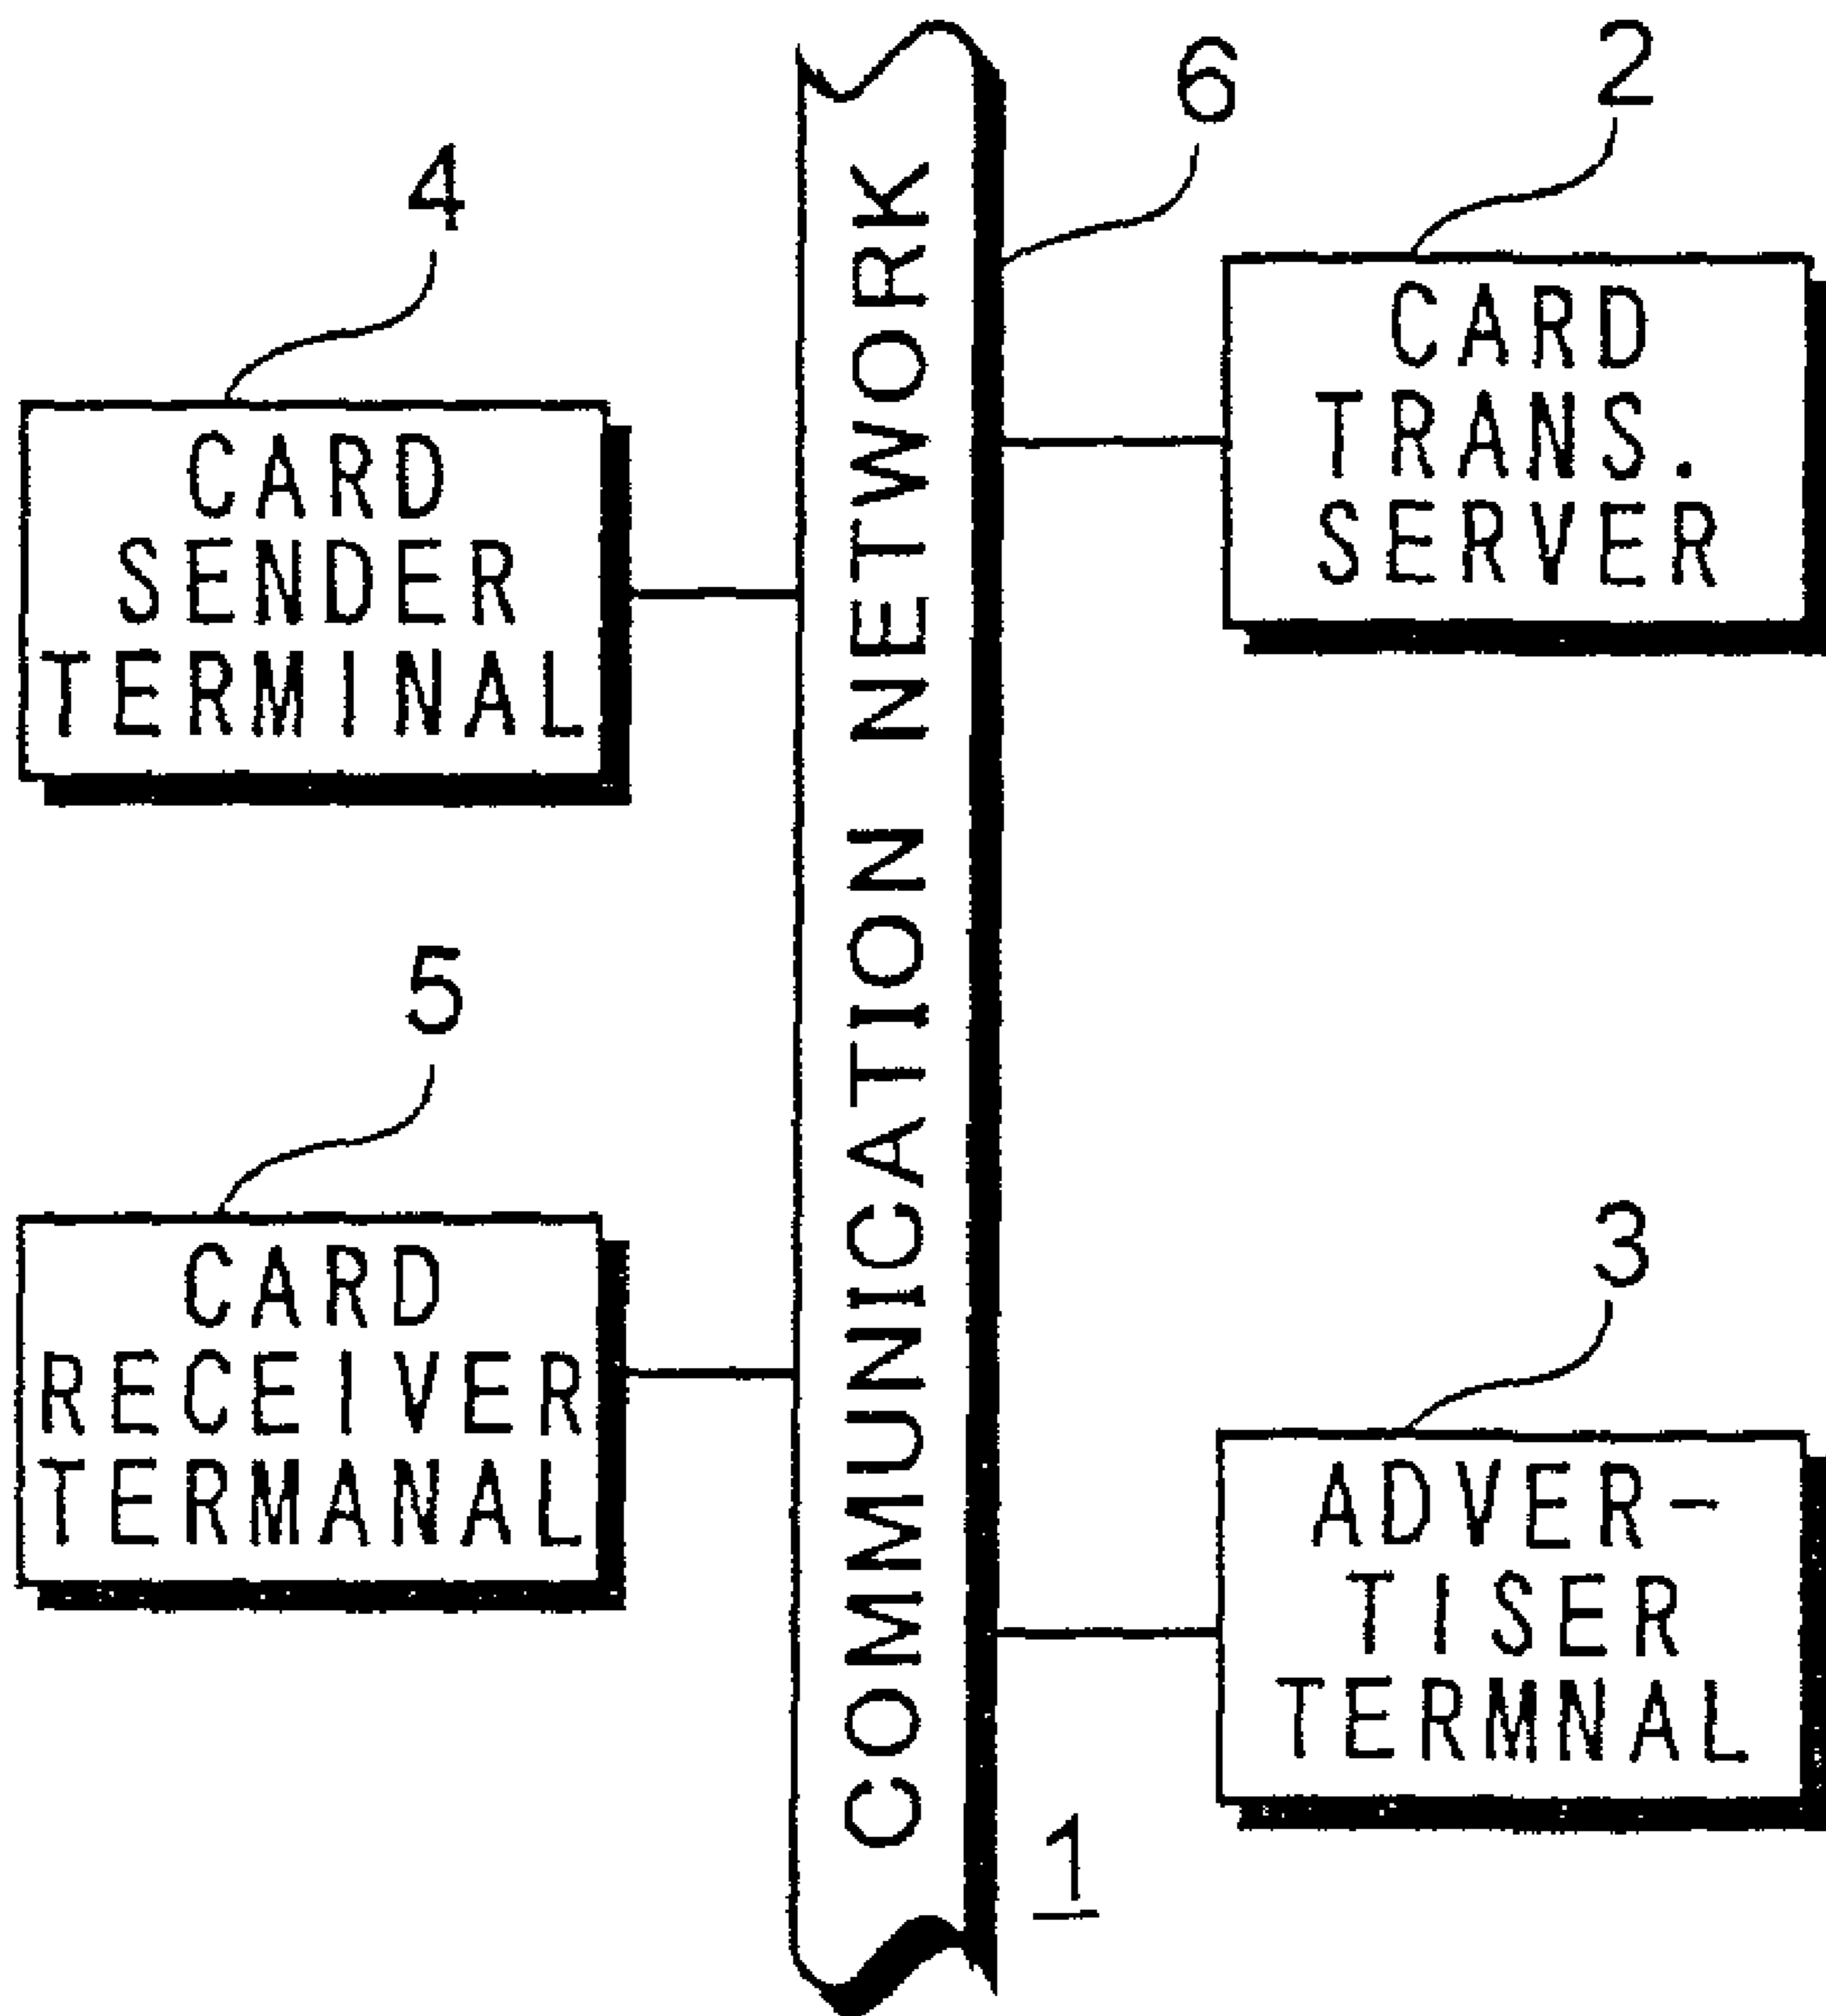 4
CARD
SENDER
TERMINAL
5
CARD
RECEIVER
TERMANAL
COMMUNICATION NETWORK
6
2
CARD
TRANS.
SERVER
3
ADVER-
TISER
TERMNAL
1